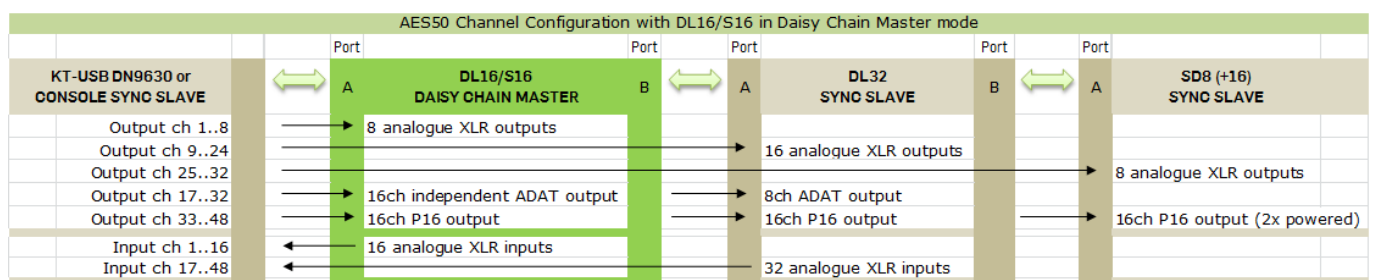 AES50 Channel Configuration with DL16/S16 in Daisy Chain Master mode
Port Port Port Port Port
KT-USB DN9630 or DL16/S16 DL32 SD8 (+16)
A B A B A
CONSOLE SYNC SLAVE DAISY CHAIN MASTER SYNC SLAVE SYNC SLAVE
Output ch 1..8 8 analogue XLR outputs
Output ch 9..24 16 analogue XLR outputs
Output ch 25..32 8 analogue XLR outputs
Output ch 17..32 16ch independent ADAT output 8ch ADAT output
Output ch 33..48 16ch P16 output 16ch P16 output 16ch P16 output (2x powered)
Input ch 1..16 16 analogue XLR inputs
Input ch 17..48 32 analogue XLR inputs